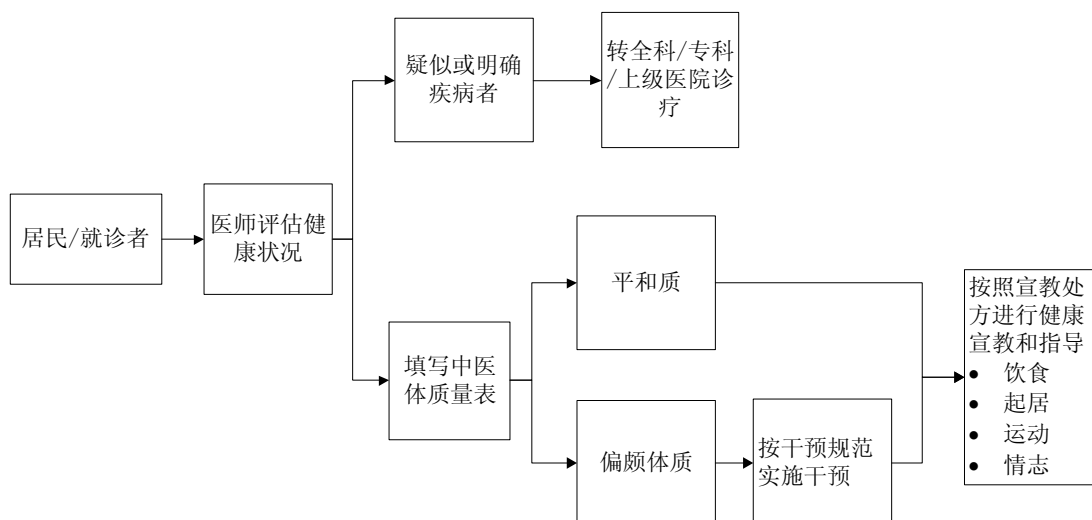 疑似或明确
疾病者
转全科/专科
/上级医院诊
疗
居民/就诊者
医师评估健
康状况
填写中医
体质量表
平和质
偏颇体质
按干预规范
实施干预
按照宣教处
方进行健康
宣教和指导
● 饮食
● 起居
● 运动
● 情志